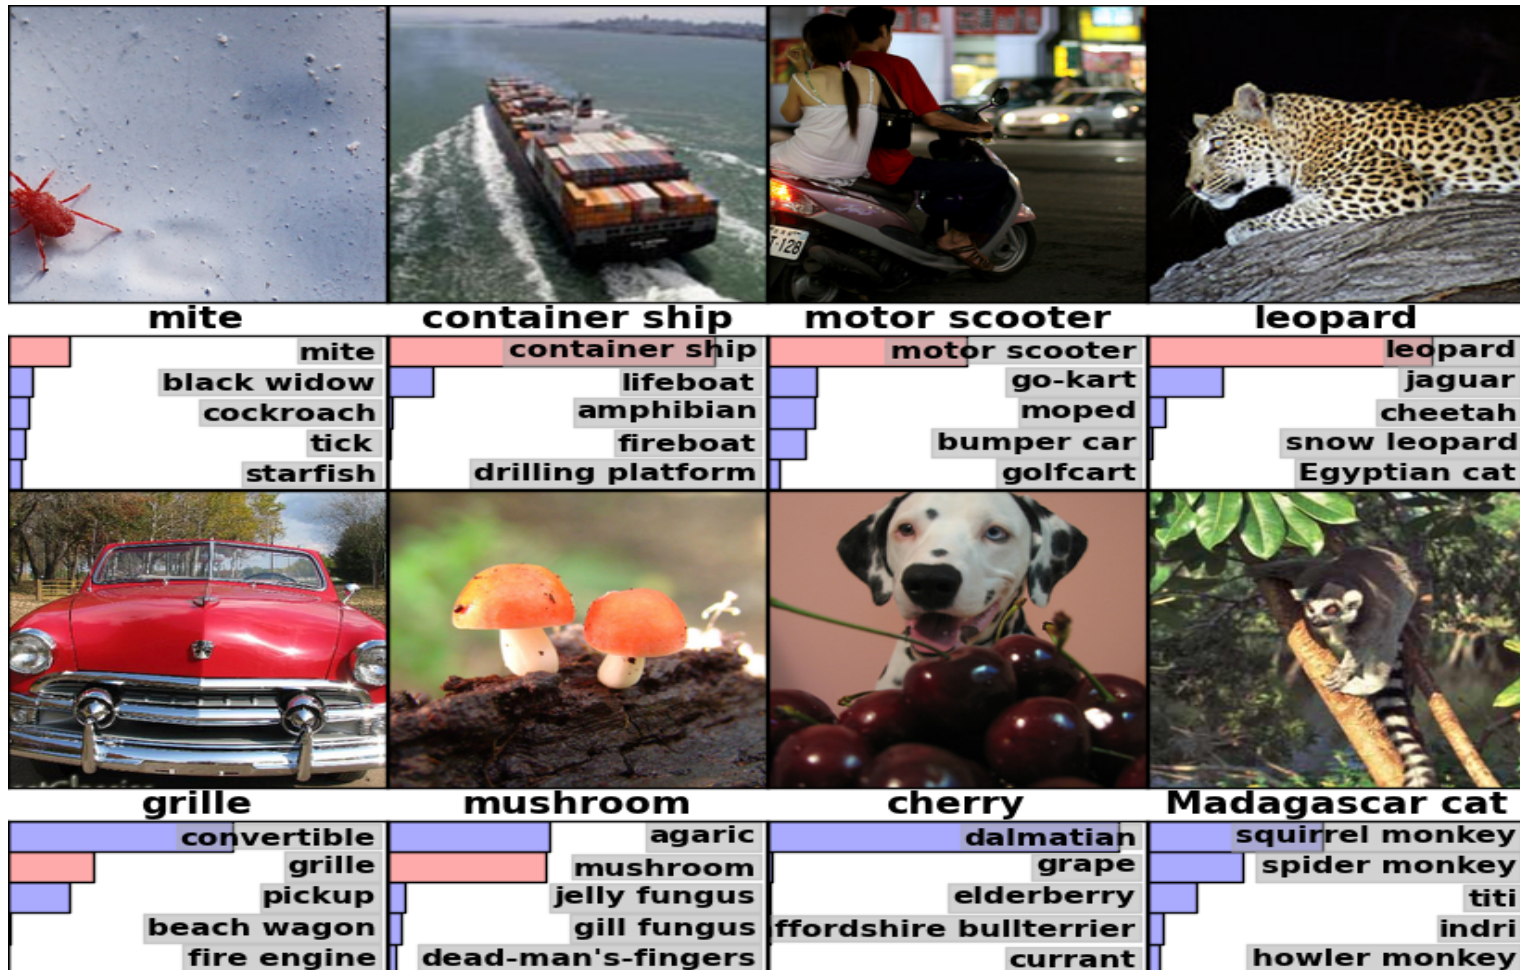 T-128
mite
container ship
motor scooter
leopard
mite
black widow
cockroach
tick
starfish
container ship
lifeboat
amphibian
fireboat
drilling platform
motor scooter
go-kart
moped
bumper car
golfcart
leopard
jaguar
cheetah
snow leopard
Egyptian cat
grille
mushroom
cherry
Madagascar cat
convertible
grille
pickup
beach wagon
fire engine
agaric
mushroom
jelly fungus
gill fungus
dead-man's-fingers
dalmatian
grape
elderberry
ffordshire bullterrier
currant
squirrel monkey
spider monkey
titi
indri
howler monkey